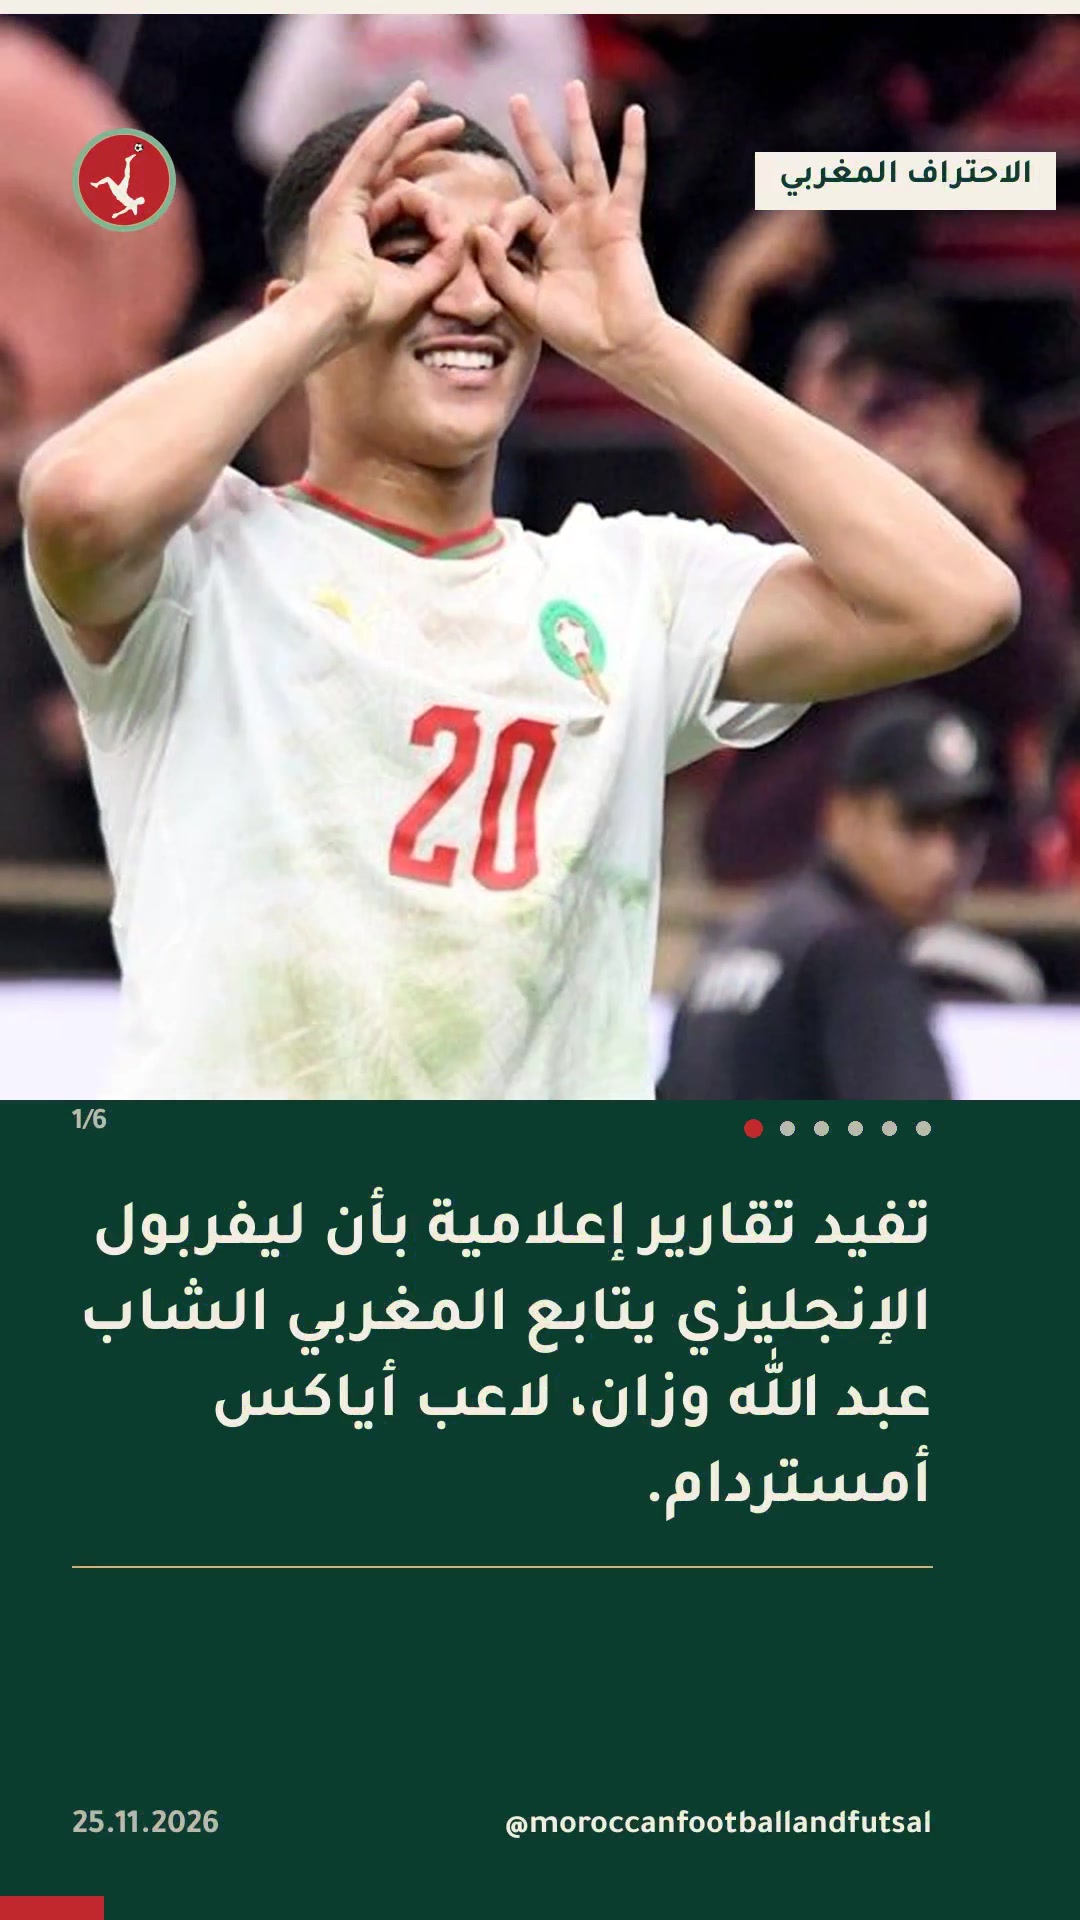 الاحتراف المغربي
20
1/6
تفيد تقارير إعلامية بأن ليفربول
الإنجليزي يتابع المغربي الشاب
عبد الله وزان، لاعب أياكس
أمستردام.
25.11.2026
@moroccanfootballandfutsal